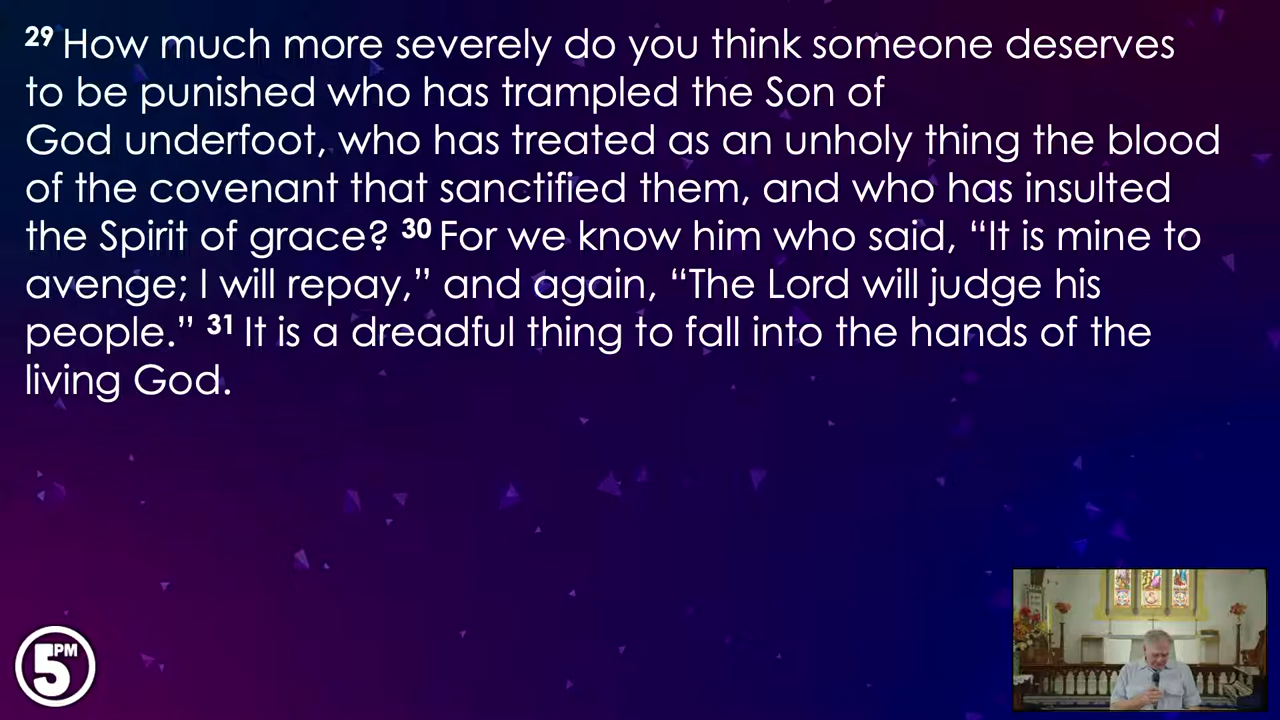 29 How much more severely do you think someone deserves
to be punished who has trampled the Son of
God underfoot, who has treated as an unholy thing the blood
of the covenant that sanctified them, and who has insulted
the Spirit of grace? 30 For we know him who said, “It is mine to
avenge; I will repay,” and again, “The Lord will judge his
people.” 31 It is a dreadful thing to fall into the hands of the
living God.
5PM